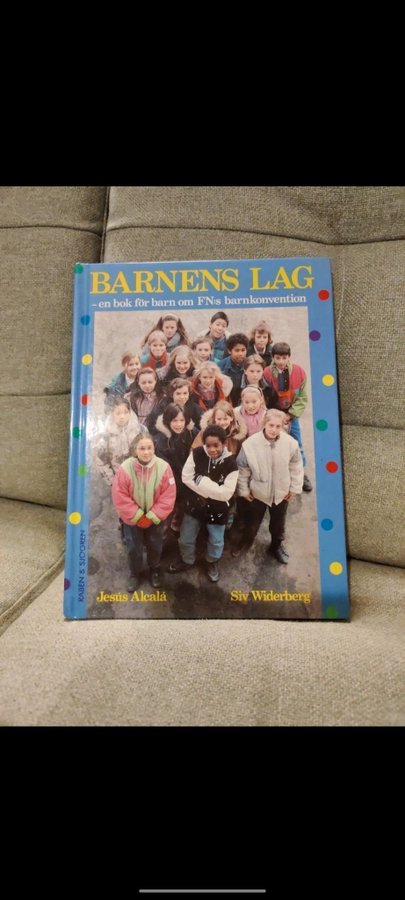 BARNENS LAG
– en bok för barn om FN:s barnkonvention
RABÉN & SJÖGREN
Jesús Alcalá
Siv Widerberg